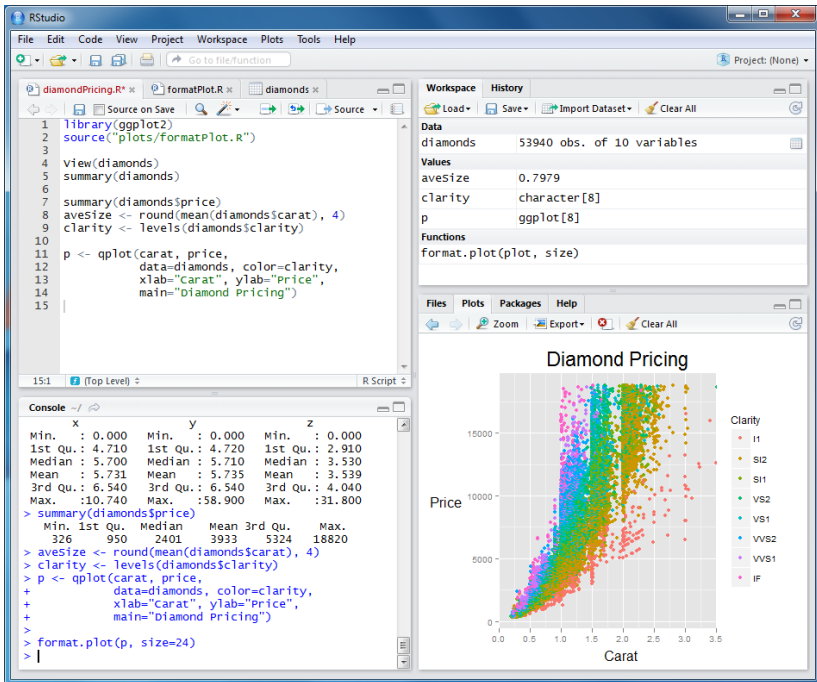 RStudio
File Edit Code View Project Workspace Plots Tools Help
Go to file/function Project: (None)
diamondPricing.R* formatPlot.R diamonds
Source on Save Source
1 library(ggplot2)
2 source("plots/formatPlot.R")
3
4 View(diamonds)
5 summary(diamonds)
6
7 summary(diamonds$price)
8 aveSize <- round(mean(diamonds$carat), 4)
9 clarity <- levels(diamonds$clarity)
10
11 p <- qplot(carat, price,
12 data=diamonds, color=clarity,
13 xlab="Carat", ylab="Price",
14 main="Diamond Pricing")
15
15:1 (Top Level) R Script
Console ~/
x y z
Min. : 0.000 Min. : 0.000 Min. : 0.000
1st Qu.: 4.710 1st Qu.: 4.720 1st Qu.: 2.910
Median : 5.700 Median : 5.710 Median : 3.530
Mean : 5.731 Mean : 5.735 Mean : 3.539
3rd Qu.: 6.540 3rd Qu.: 6.540 3rd Qu.: 4.040
Max. :10.740 Max. :58.900 Max. :31.800
> summary(diamonds$price)
Min. 1st Qu. Median Mean 3rd Qu. Max.
326 950 2401 3933 5324 18820
> aveSize <- round(mean(diamonds$carat), 4)
> clarity <- levels(diamonds$clarity)
> p <- qplot(carat, price,
+ data=diamonds, color=clarity,
+ xlab="Carat", ylab="Price",
+ main="Diamond Pricing")
>
> format.plot(p, size=24)
>
Workspace History
Load Save Import Dataset Clear All
Data
diamonds 53940 obs. of 10 variables
Values
aveSize 0.7979
clarity character[8]
p ggplot[8]
Functions
format.plot(plot, size)
Files Plots Packages Help
Zoom Export Clear All
Diamond Pricing
Price
15000
10000
5000
0
0.0 0.5 1.0 1.5 2.0 2.5 3.0 3.5
Carat
Clarity
I1
SI2
SI1
VS2
VS1
VVS2
VVS1
IF